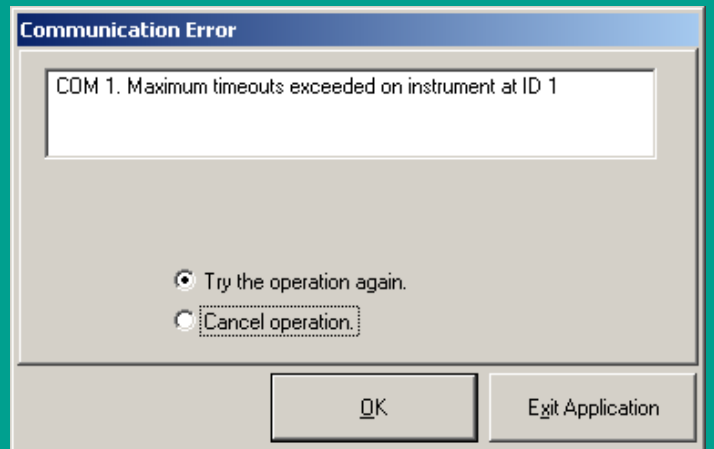 Communication Error
COM 1. Maximum timeouts exceeded on instrument at ID 1
Try the operation again.
Cancel operation.
OK
Exit Application